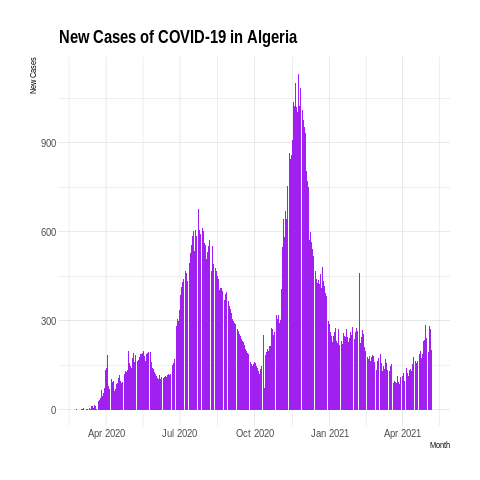 New Cases of COVID-19 in Algeria
New Cases
900
600
300
0
Apr 2020 Jul 2020 Oct 2020 Jan 2021 Apr 2021
Month